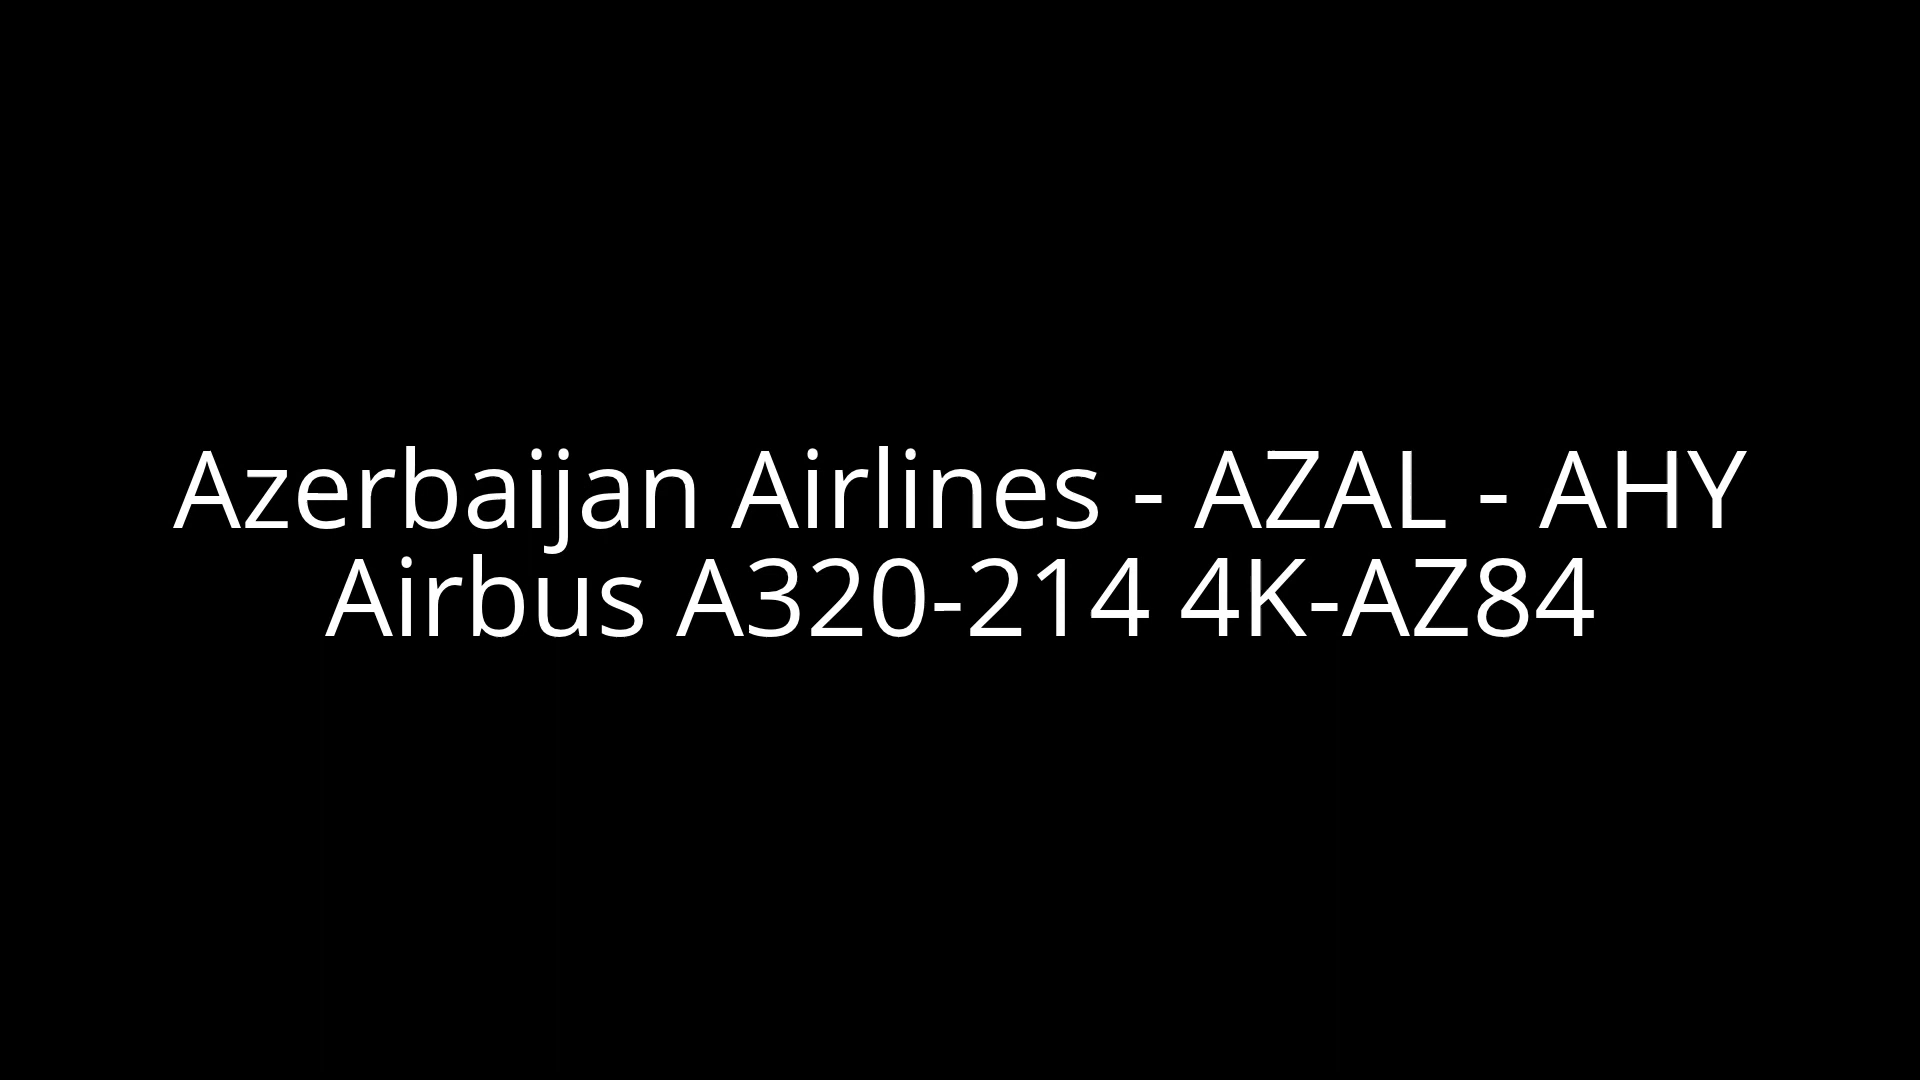 Azerbaijan Airlines - AZAL - AHY
Airbus A320-214 4K-AZ84